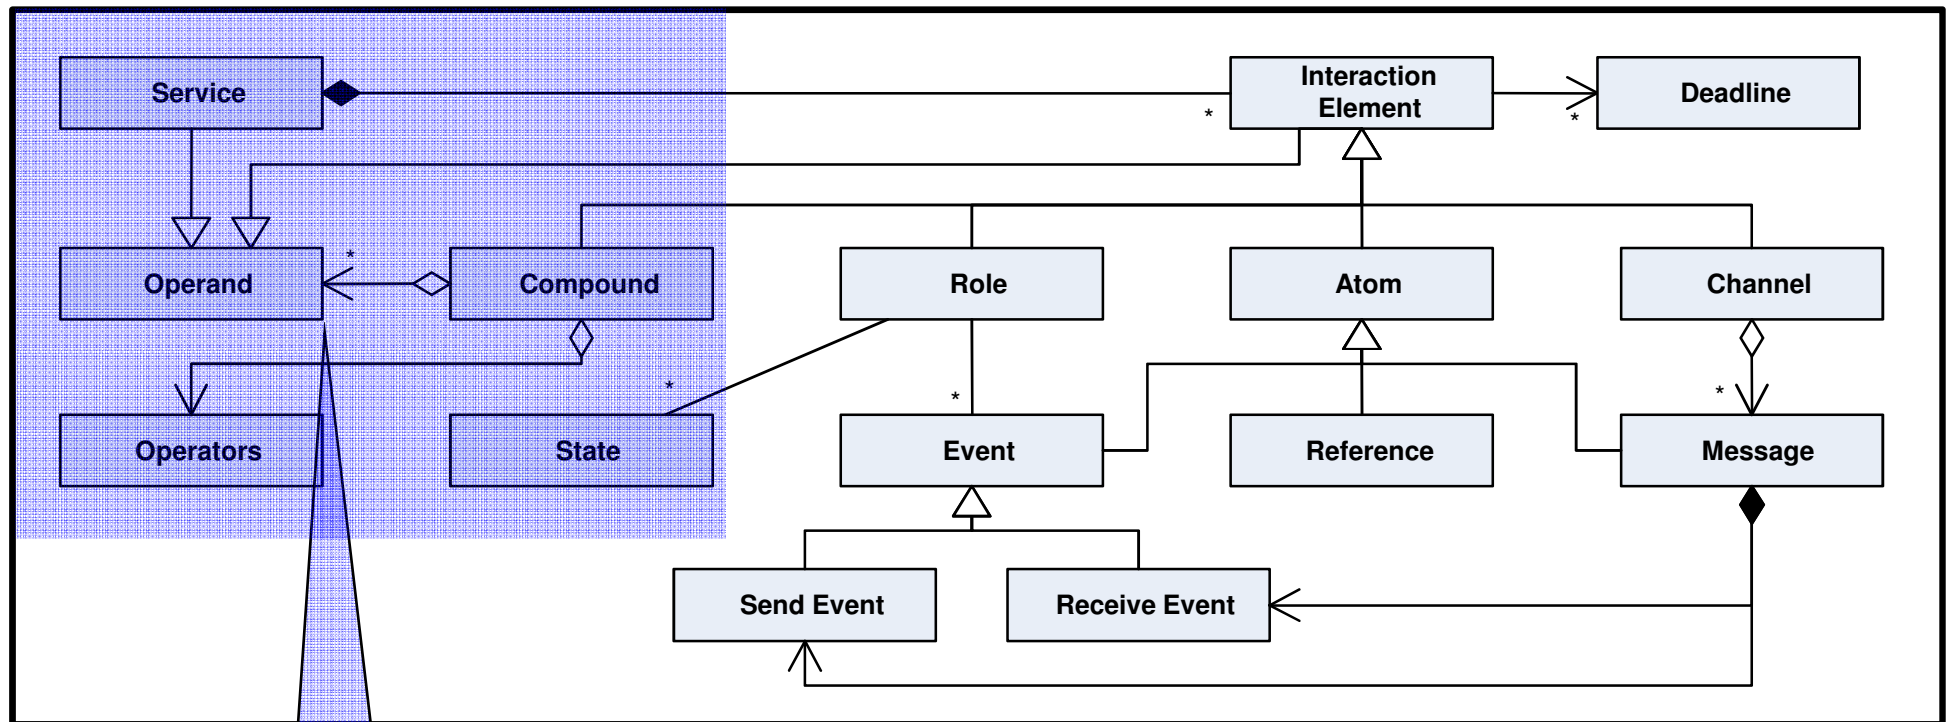 Service
Interaction
Element
Deadline
*
*
Operand
*
Compound
Role
Atom
Channel
*
*
*
Operators
State
Event
Reference
Message
Send Event
Receive Event